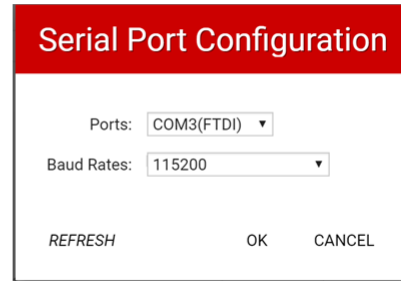 Serial Port Configuration
Ports: COM3(FTDI)
Baud Rates: 115200
REFRESH OK CANCEL